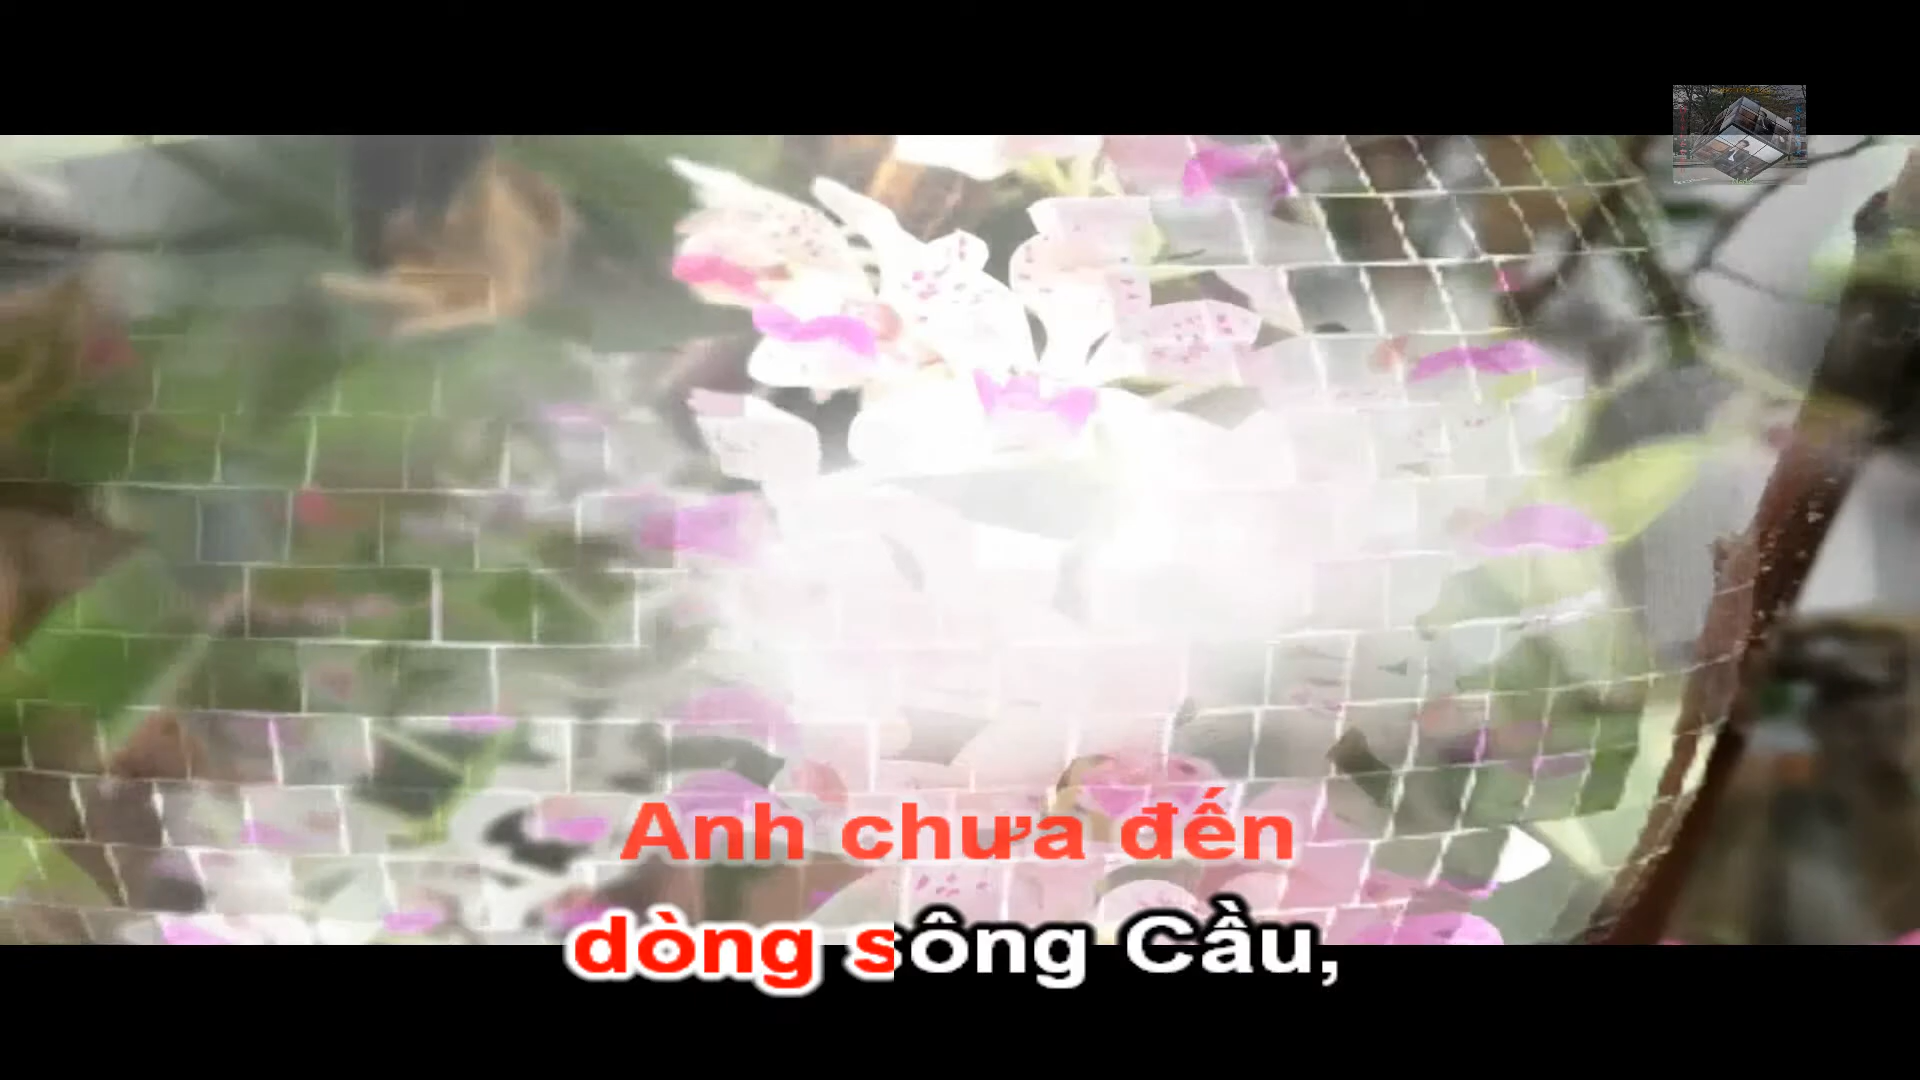 Anh chưa đến
dòng sông Cầu,